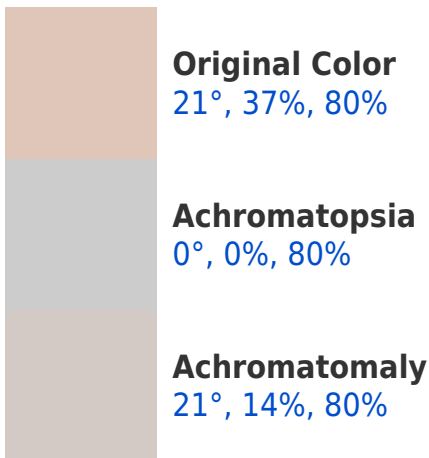 Original Color
21°, 37%, 80%
Achromatopsia
0°, 0%, 80%
Achromatomaly
21°, 14%, 80%